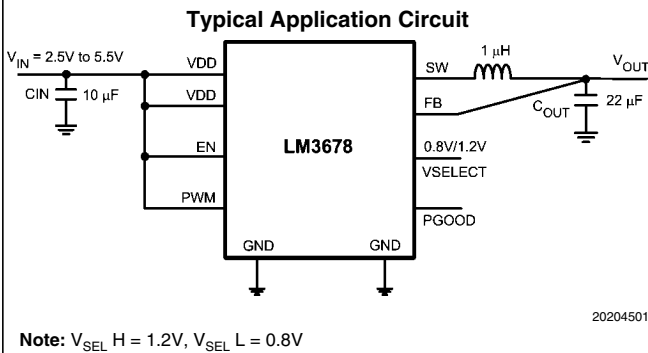 Typical Application Circuit
V_IN = 2.5V to 5.5V
CIN
10 μF
VDD
VDD
EN
PWM
LM3678
GND
GND
SW
FB
0.8V/1.2V
VSELECT
PGOOD
1 μH
V_OUT
C_OUT
22 μF
20204501
Note: V_SEL H = 1.2V, V_SEL L = 0.8V